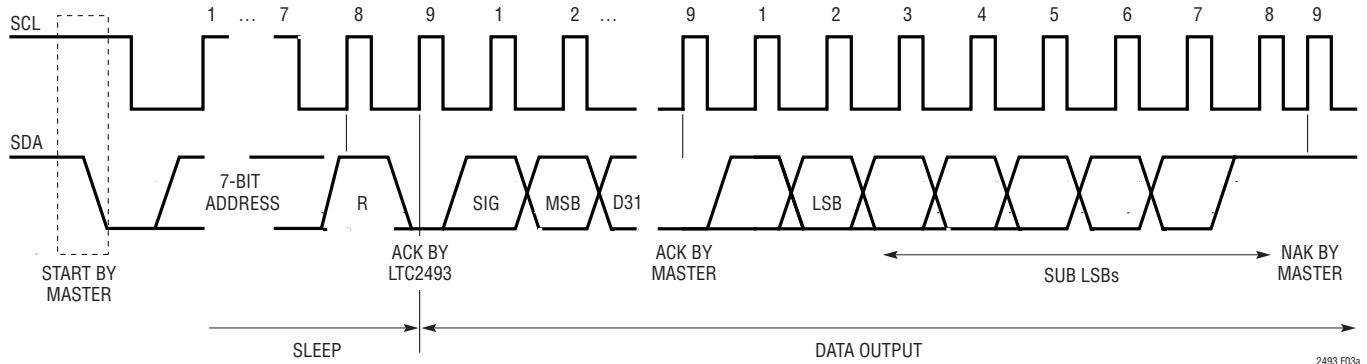 1 … 7 8 9 1 2 … 9 1 2 3 4 5 6 7 8 9
SCL
SDA
7-BIT
ADDRESS
R
SIG
MSB
D31
LSB
START BY
MASTER
ACK BY
LTC2493
ACK BY
MASTER
SUB LSBs
NAK BY
MASTER
SLEEP
DATA OUTPUT
2493 F03a